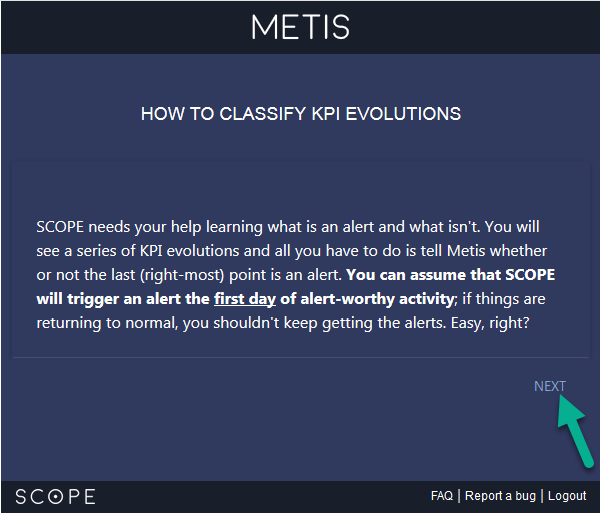 METIS
HOW TO CLASSIFY KPI EVOLUTIONS
SCOPE needs your help learning what is an alert and what isn't. You will
see a series of KPI evolutions and all you have to do is tell Metis whether
or not the last (right-most) point is an alert. You can assume that SCOPE
will trigger an alert the first day of alert-worthy activity; if things are
returning to normal, you shouldn't keep getting the alerts. Easy, right?
NEXT
SCOPE
FAQ | Report a bug | Logout